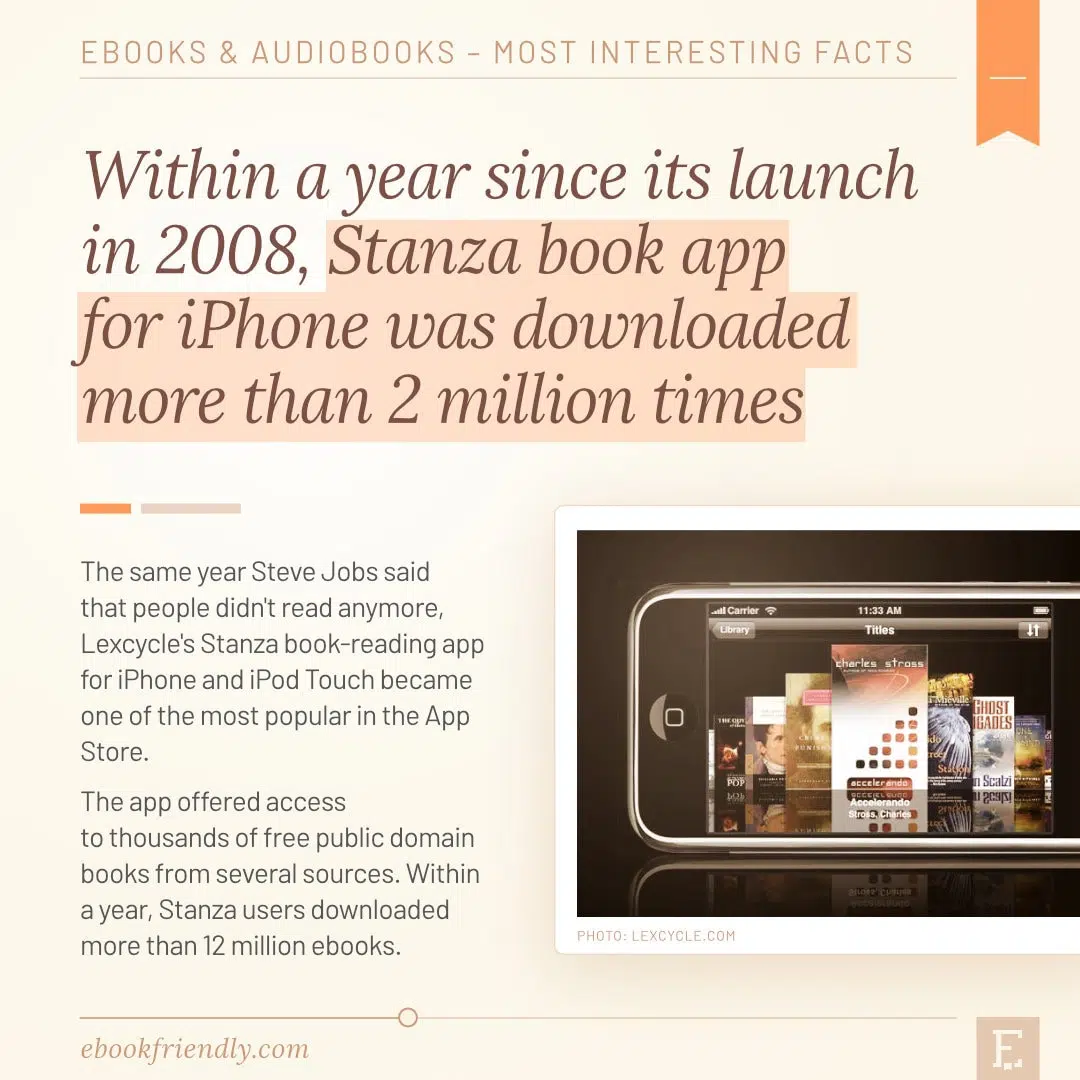 EBOOKS & AUDIOBOOKS – MOST INTERESTING FACTS
Within a year since its launch
in 2008, Stanza book app
for iPhone was downloaded
more than 2 million times
The same year Steve Jobs said
that people didn't read anymore,
Lexcycle's Stanza book-reading app
for iPhone and iPod Touch became
one of the most popular in the App
Store.
The app offered access
to thousands of free public domain
books from several sources. Within
a year, Stanza users downloaded
more than 12 million ebooks.
Carrier
11:33 AM
Library
Titles
charles stross
GHOST
accelerando
Accelerando
Stross, Charles
PHOTO: LEXCYCLE.COM
ebookfriendly.com
E